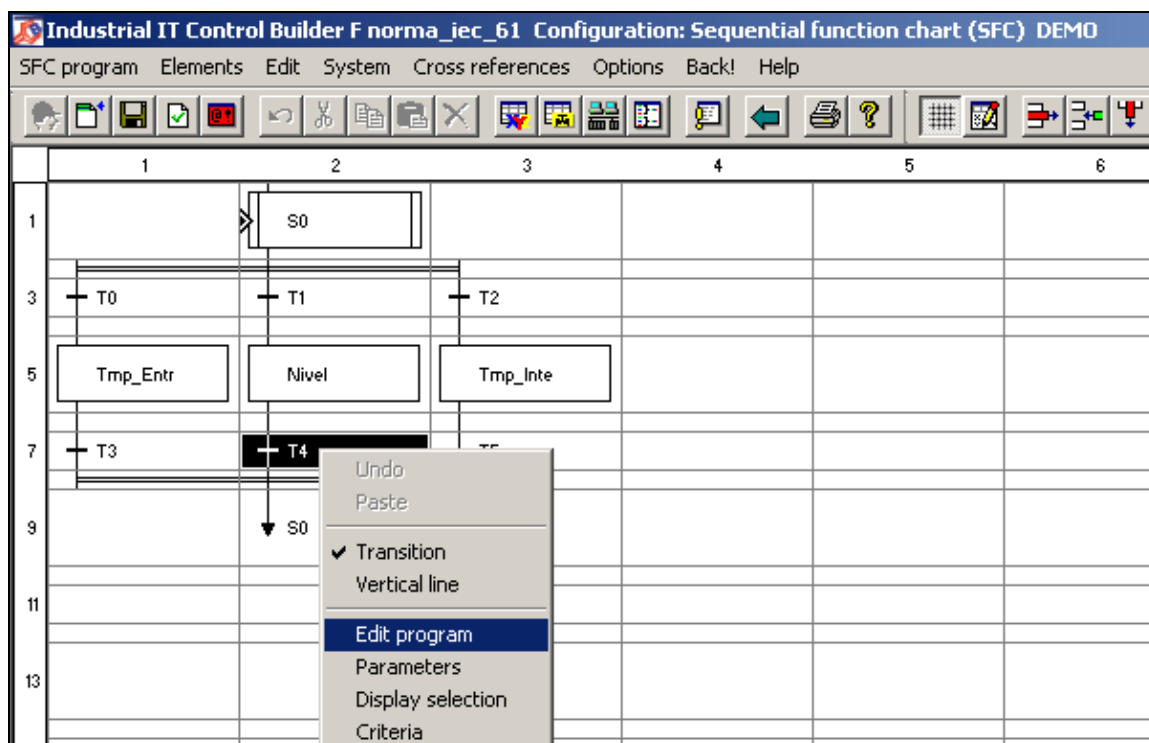 Industrial IT Control Builder F norma_iec_61 Configuration: Sequential function chart (SFC) DEMO
SFC program Elements Edit System Cross references Options Back! Help
1 2 3 4 5 6
1 S0
3 T0 T1 T2
5 Tmp_Entr Nivel Tmp_Inte
7 T3 T4
Undo
Paste
9 S0
Transition
Vertical line
11
Edit program
Parameters
13
Display selection
Criteria